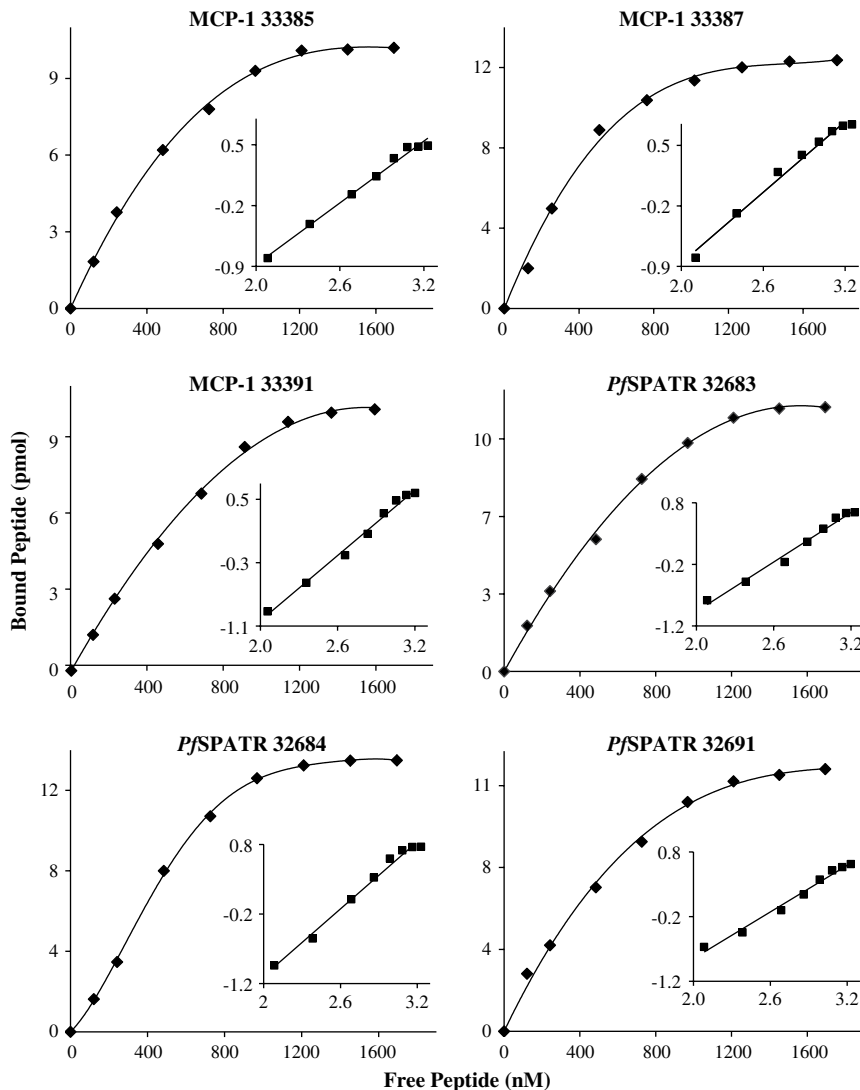 MCP-1 33385
9
6
3
0
0 400 800 1200 1600
0.5
-0.2
-0.9
2.0 2.6 3.2
MCP-1 33387
12
8
4
0
0 400 800 1200 1600
0.5
-0.2
-0.9
2.0 2.6 3.2
MCP-1 33391
9
6
3
0
0 400 800 1200 1600
0.5
-0.3
-1.1
2.0 2.6 3.2
PfSPATR 32683
10
7
3
0
0 400 800 1200 1600
0.8
-0.2
-1.2
2.0 2.6 3.2
Bound Peptide (pmol)
PfSPATR 32684
12
8
4
0
0 400 800 1200 1600
0.8
-0.2
-1.2
2 2.6 3.2
PfSPATR 32691
11
8
4
0
0 400 800 1200 1600
0.8
-0.2
-1.2
2.0 2.6 3.2
Free Peptide (nM)